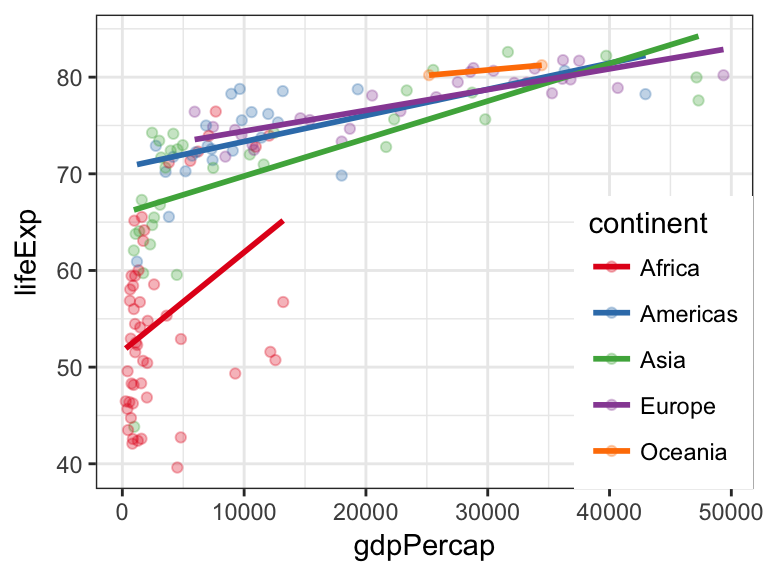 lifeExp
80
70
60
50
40
continent
Africa
Americas
Asia
Europe
Oceania
0 10000 20000 30000 40000 50000
gdpPercap